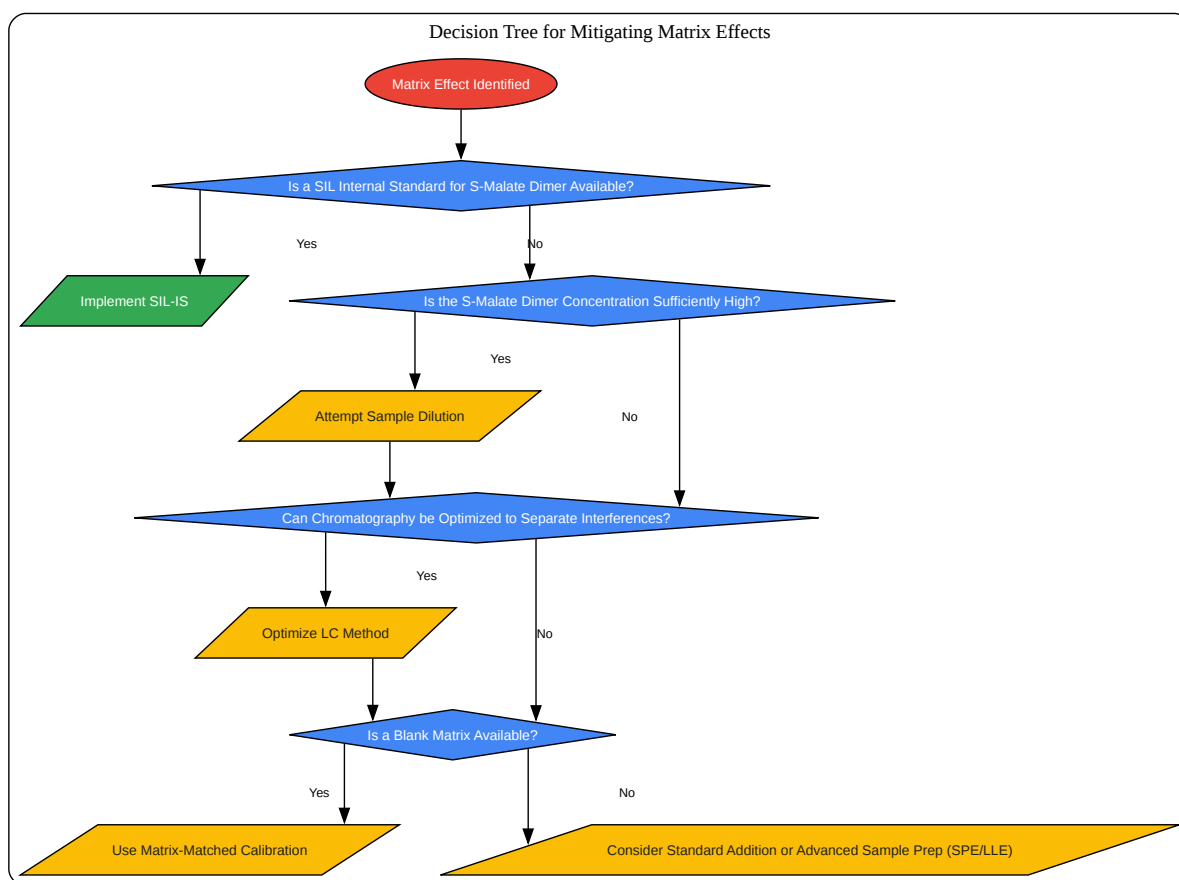 Decision Tree for Mitigating Matrix Effects
Matrix Effect Identified
Is a SIL Internal Standard for S-Malate Dimer Available?
Yes
No
Implement SIL-IS
Is the S-Malate Dimer Concentration Sufficiently High?
Yes
Attempt Sample Dilution
No
Can Chromatography be Optimized to Separate Interferences?
Yes
Optimize LC Method
No
Is a Blank Matrix Available?
Yes
No
Use Matrix-Matched Calibration
Consider Standard Addition or Advanced Sample Prep (SPE/LLE)